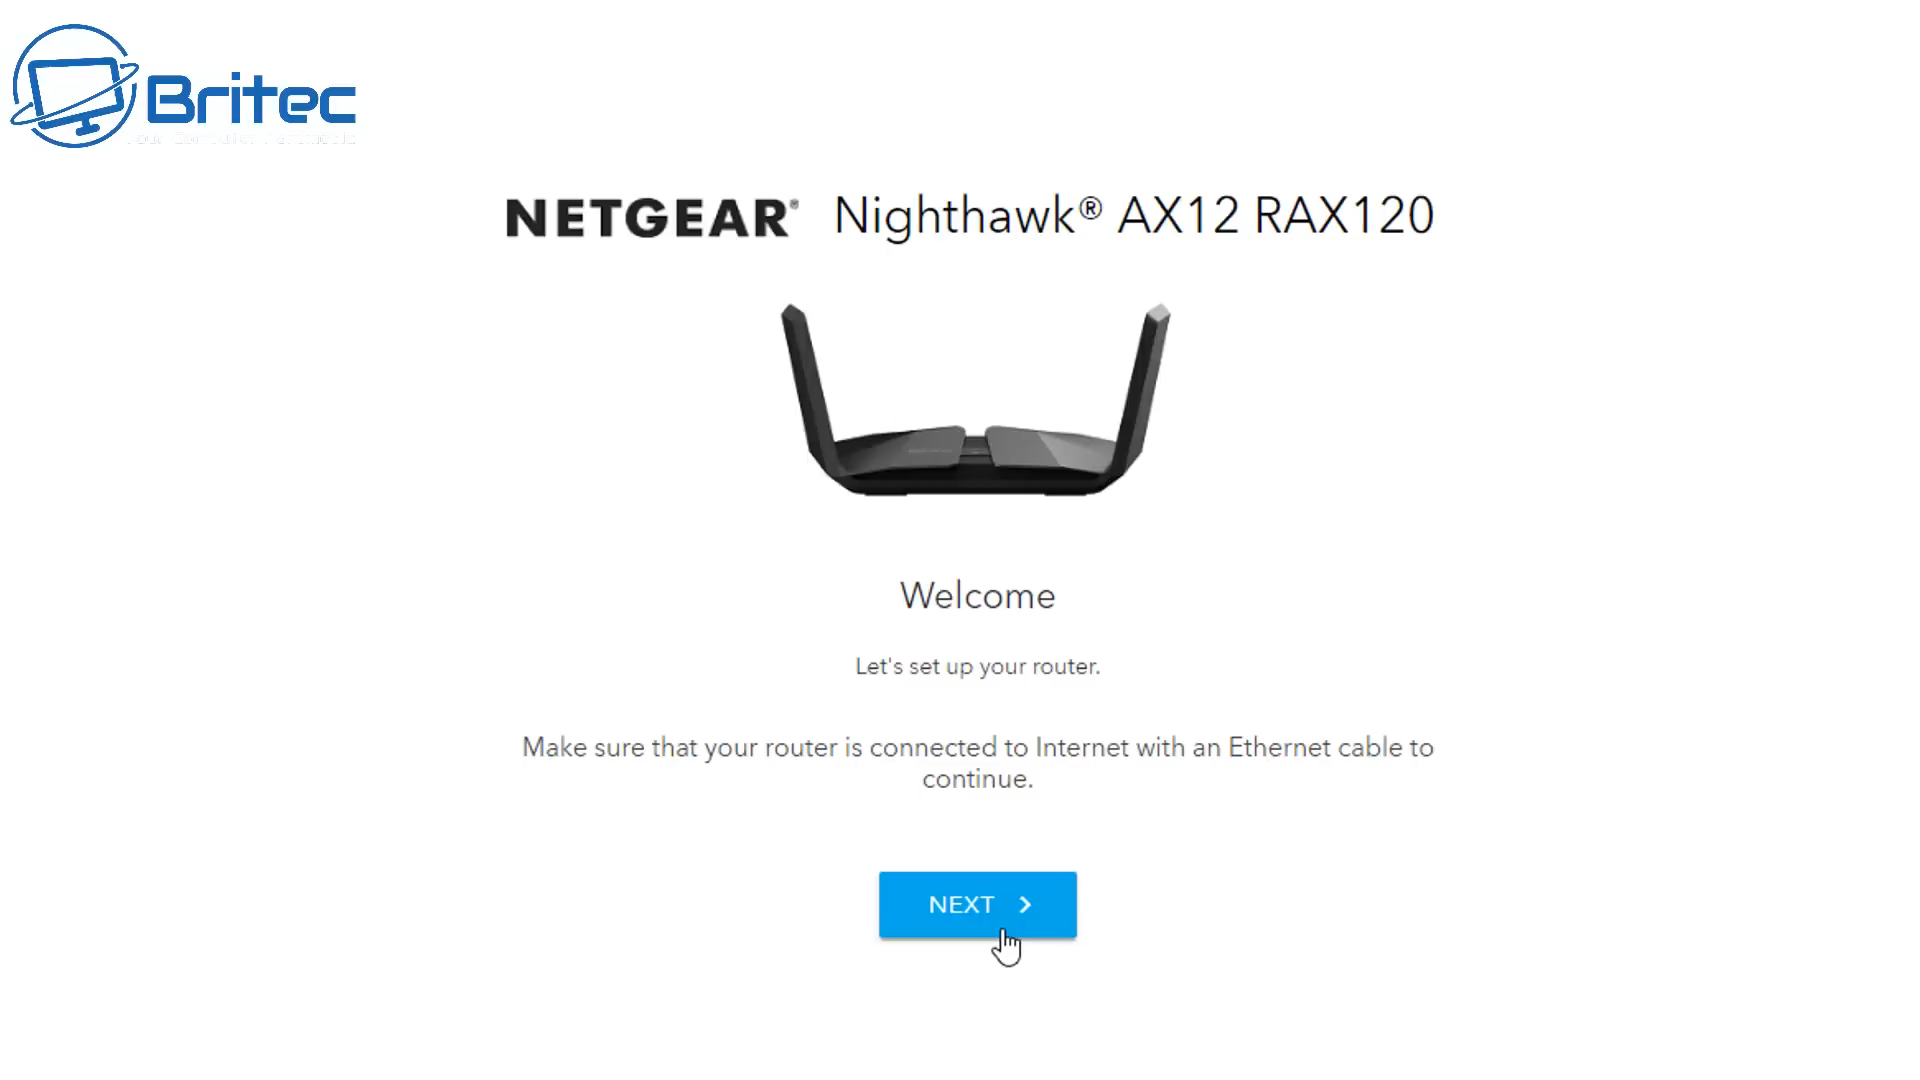 Britec
NETGEAR® Nighthawk® AX12 RAX120
Welcome
Let's set up your router.
Make sure that your router is connected to Internet with an Ethernet cable to
continue.
NEXT